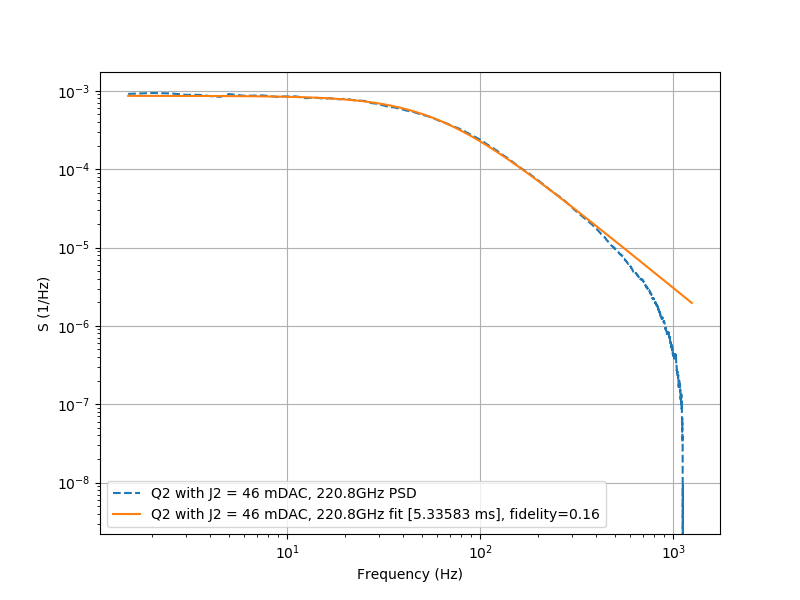 10⁻³
10⁻⁴
10⁻⁵
10⁻⁶
10⁻⁷
10⁻⁸
S (1/Hz)
Q2 with J2 = 46 mDAC, 220.8GHz PSD
Q2 with J2 = 46 mDAC, 220.8GHz fit [5.33583 ms], fidelity=0.16
10¹ 10² 10³
Frequency (Hz)